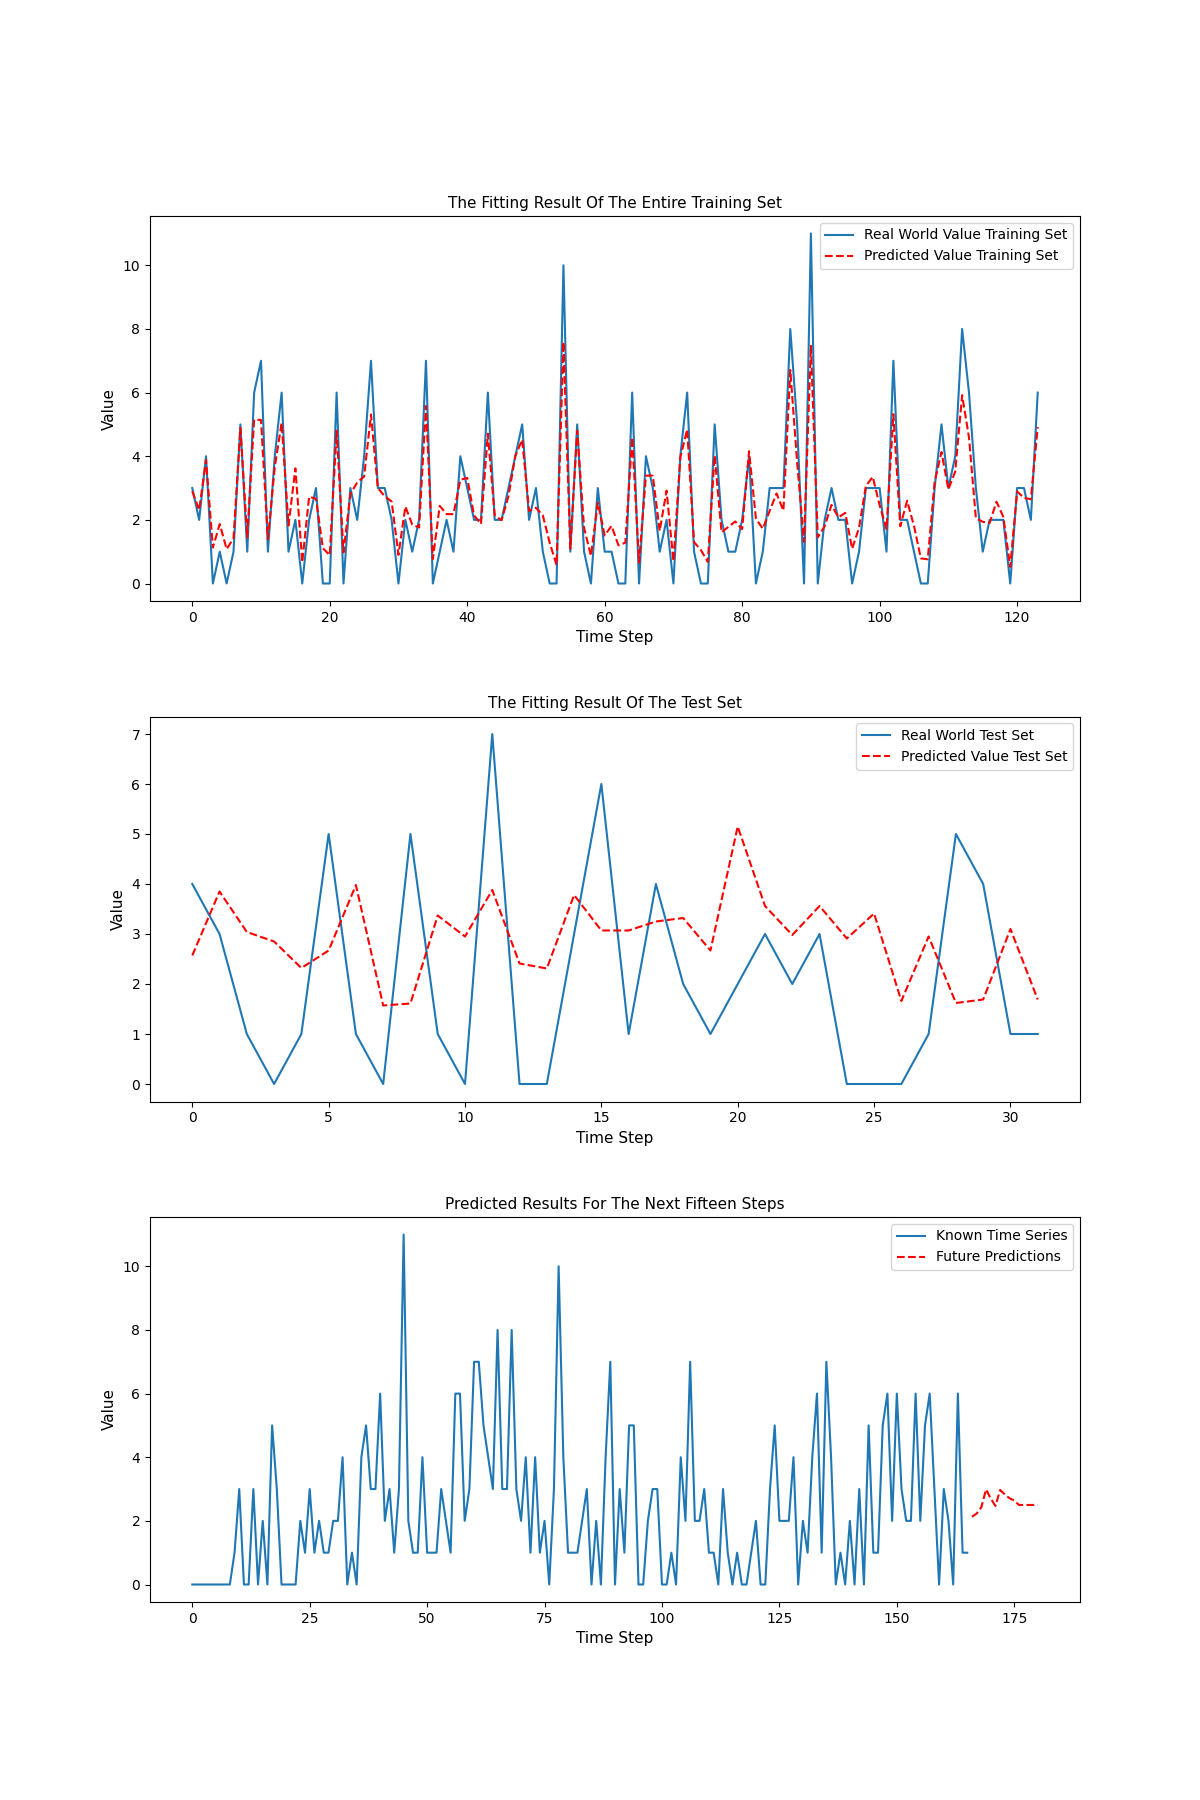 The Fitting Result Of The Entire Training Set
Real World Value Training Set
Predicted Value Training Set
Value
10
8
6
4
2
0
0 20 40 60 80 100 120
Time Step
The Fitting Result Of The Test Set
Real World Test Set
Predicted Value Test Set
Value
7
6
5
4
3
2
1
0
0 5 10 15 20 25 30
Time Step
Predicted Results For The Next Fifteen Steps
Known Time Series
Future Predictions
Value
10
8
6
4
2
0
0 25 50 75 100 125 150 175
Time Step